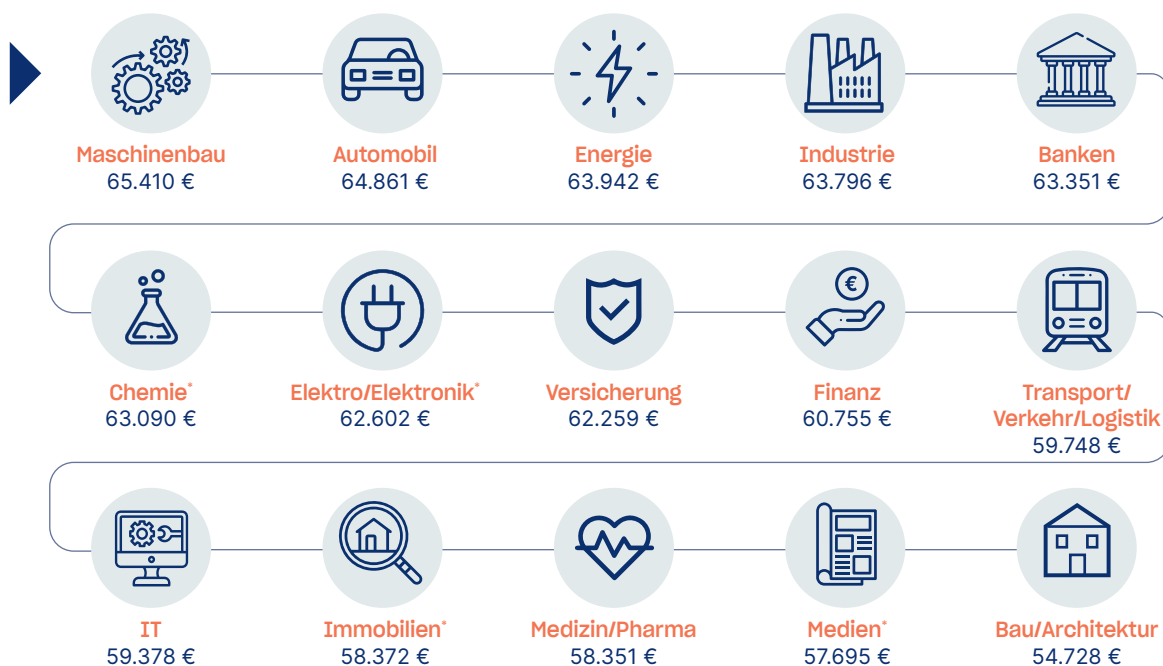 Maschinenbau
65.410 €
Automobil
64.861 €
Energie
63.942 €
Industrie
63.796 €
Banken
63.351 €
€
Chemie*
63.090 €
Elektro/Elektronik*
62.602 €
Versicherung
62.259 €
Finanz
60.755 €
Transport/
Verkehr/Logistik
59.748 €
IT
59.378 €
Immobilien*
58.372 €
Medizin/Pharma
58.351 €
Medien*
57.695 €
Bau/Architektur
54.728 €